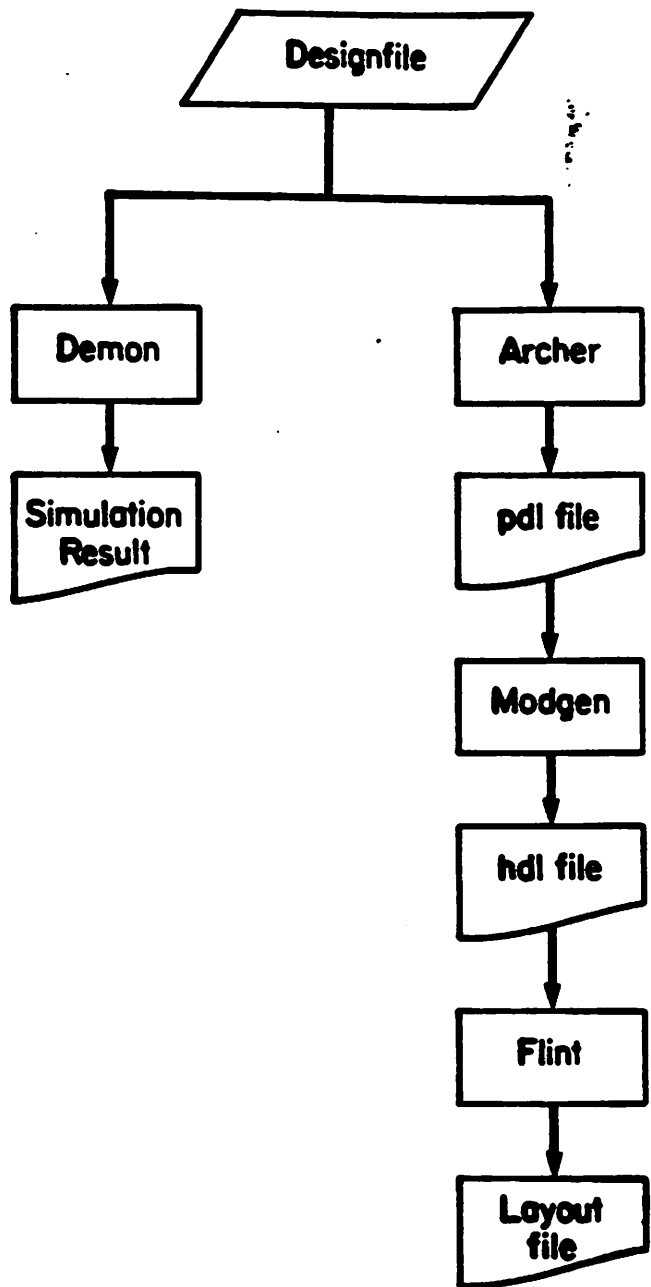 Designfile
Demon
Archer
Simulation
Result
pdl file
Modgen
hdl file
Flint
Layout
file